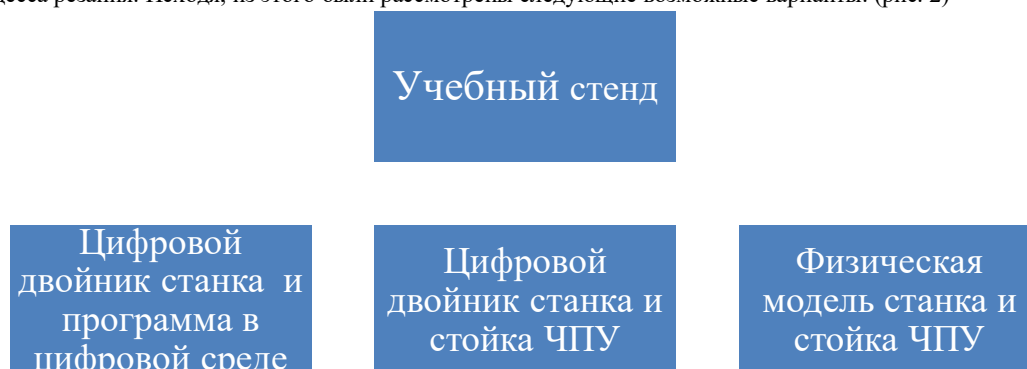 цесса резания. Исходя, из этого были рассмотрены следующие возможные варианты: (рис. 2)
Учебный стенд
Цифровой
двойник станка и
программа в
цифровой среде
Цифровой
двойник станка и
стойка ЧПУ
Физическая
модель станка и
стойка ЧПУ